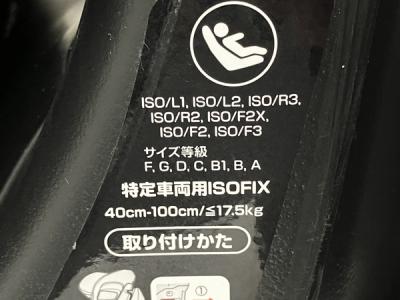 ISO/L1, ISO/L2, ISO/R3,
ISO/R2, ISO/F2X,
ISO/F2, ISO/F3
サイズ等級
F, G, D, C, B1, B, A
特定車両用ISOFIX
40cm-100cm/≦17.5kg
取り付けかた
1